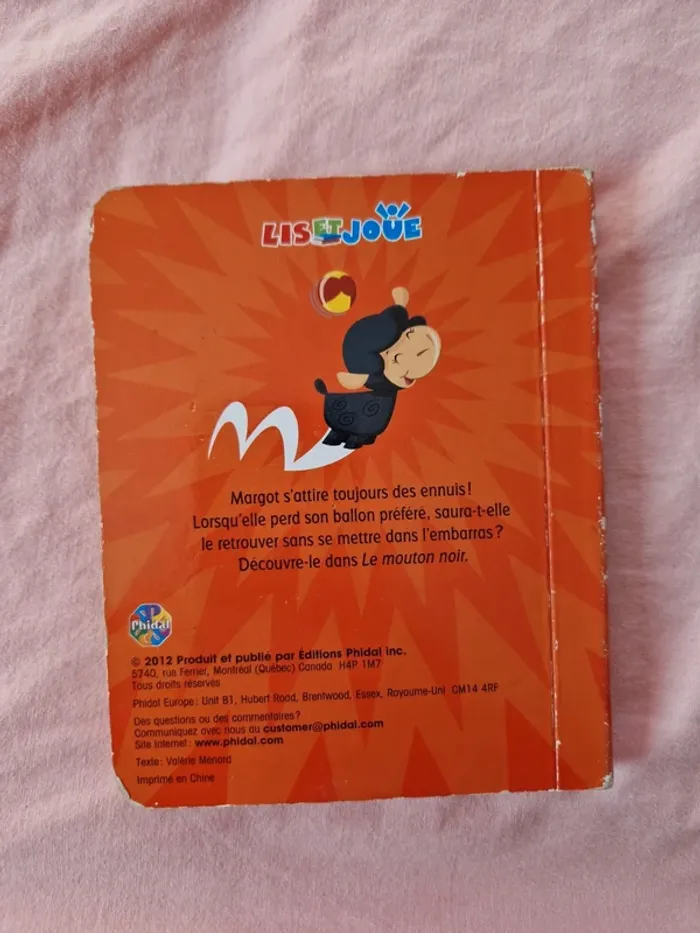 LIS ET JOUE
Margot s'attire toujours des ennuis !
Lorsqu'elle perd son ballon préféré, saura-t-elle
le retrouver sans se mettre dans l'embarras ?
Découvre-le dans Le mouton noir.
Phidal
© 2012 Produit et publié par Éditions Phidal inc.
5740, rue Ferrier, Montréal (Québec) Canada H4P 1M7
Tous droits réservés
Phidal Europe : Unit B1, Hubert Road, Brentwood, Essex, Royaume-Uni CM14 4RF
Des questions ou des commentaires ?
Communiquez avec nous au customer@phidal.com
Site Internet : www.phidal.com
Texte : Valérie Ménard
Imprimé en Chine